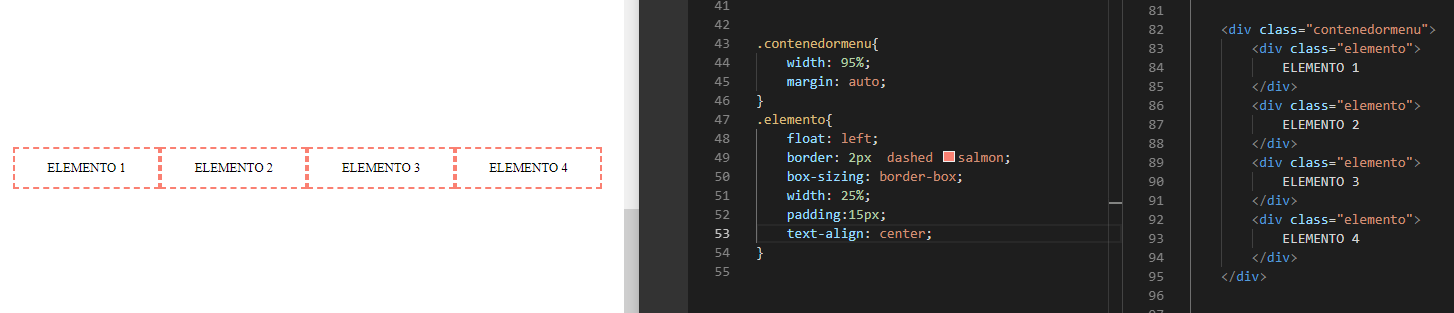 ELEMENTO 1 ELEMENTO 2 ELEMENTO 3 ELEMENTO 4
41
42
43 .contenedormenu{
44 width: 95%;
45 margin: auto;
46 }
47 .elemento{
48 float: left;
49 border: 2px  dashed salmon;
50 box-sizing: border-box;
51 width: 25%;
52 padding:15px;
53 text-align: center;
54 }
55
81
82 <div class="contenedormenu">
83 <div class="elemento">
84 ELEMENTO 1
85 </div>
86 <div class="elemento">
87 ELEMENTO 2
88 </div>
89 <div class="elemento">
90 ELEMENTO 3
91 </div>
92 <div class="elemento">
93 ELEMENTO 4
94 </div>
95 </div>
96